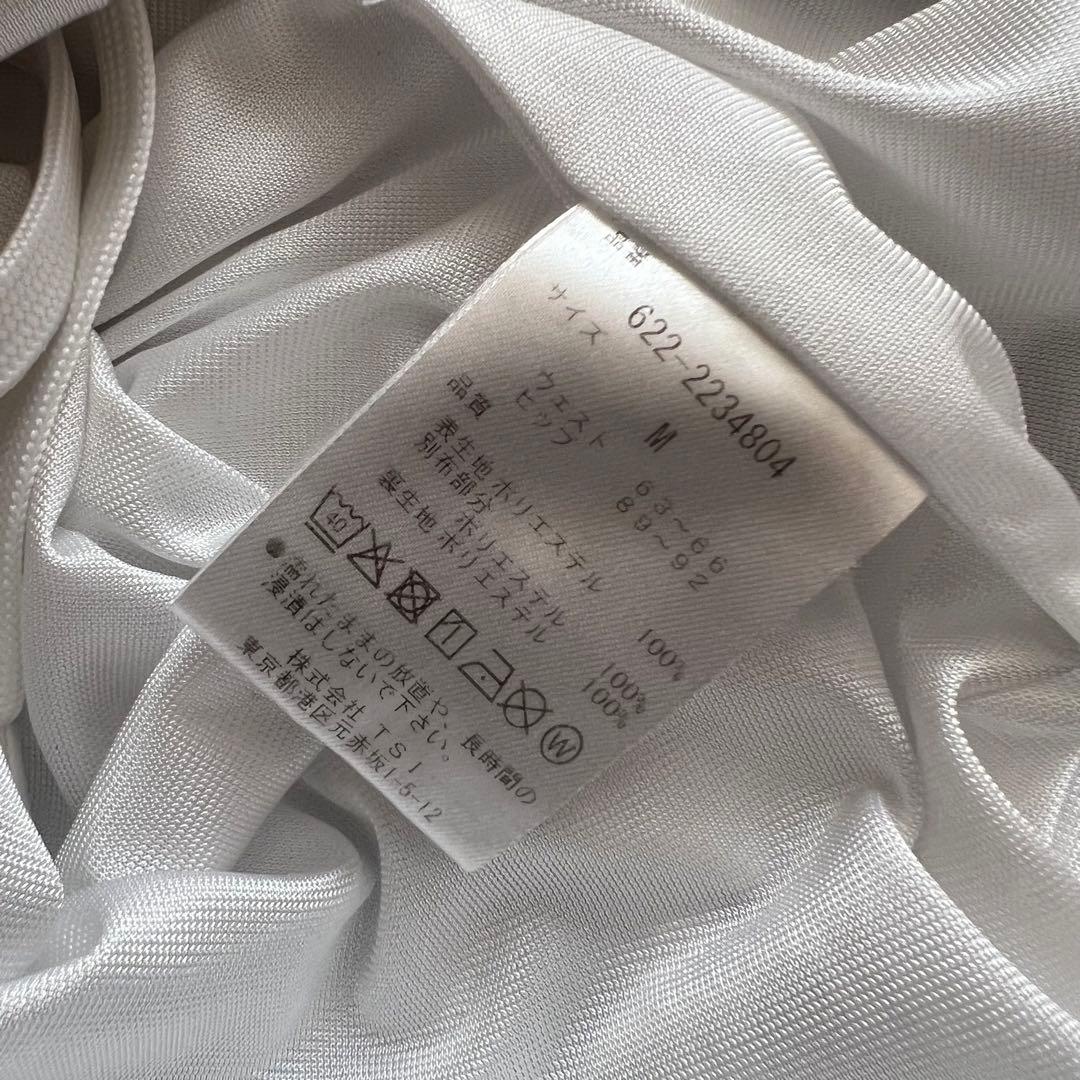 品番
622-2234804
サイズ M
ウェスト 63~66
ヒップ 89~92
品質
表生地 ポリエステル 100%
別布部分 ポリエステル 100%
裏生地 ポリエステル 100%
40 W
●濡れたままの放置や、長時間の
浸漬はしないで下さい。
株式会社 TSI
東京都港区元赤坂1-5-12